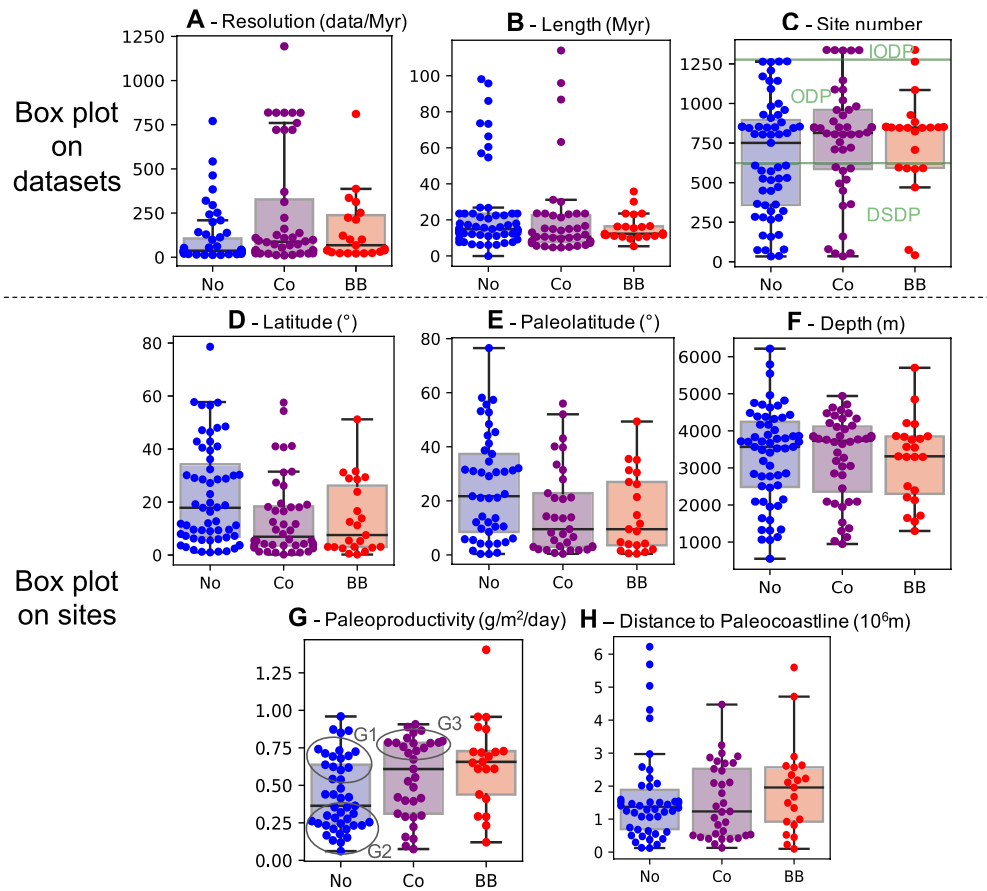 A - Resolution (data/Myr)
B - Length (Myr)
C - Site number
Box plot
on
datasets
1250
1000
750
500
250
0
No
Co
BB
100
80
60
40
20
0
No
Co
BB
1250
1000
750
500
250
0
IODP
ODP
DSDP
No
Co
BB
Box plot
on sites
D - Latitude (°)
E - Paleolatitude (°)
F - Depth (m)
80
60
40
20
0
No
Co
BB
80
60
40
20
0
No
Co
BB
6000
5000
4000
3000
2000
1000
No
Co
BB
G - Paleoproductivity (g/m²/day)
H – Distance to Paleocoastline (10⁶m)
1.25
1.00
0.75
0.50
0.25
0.00
G1
G2
G3
No
Co
BB
6
5
4
3
2
1
0
No
Co
BB